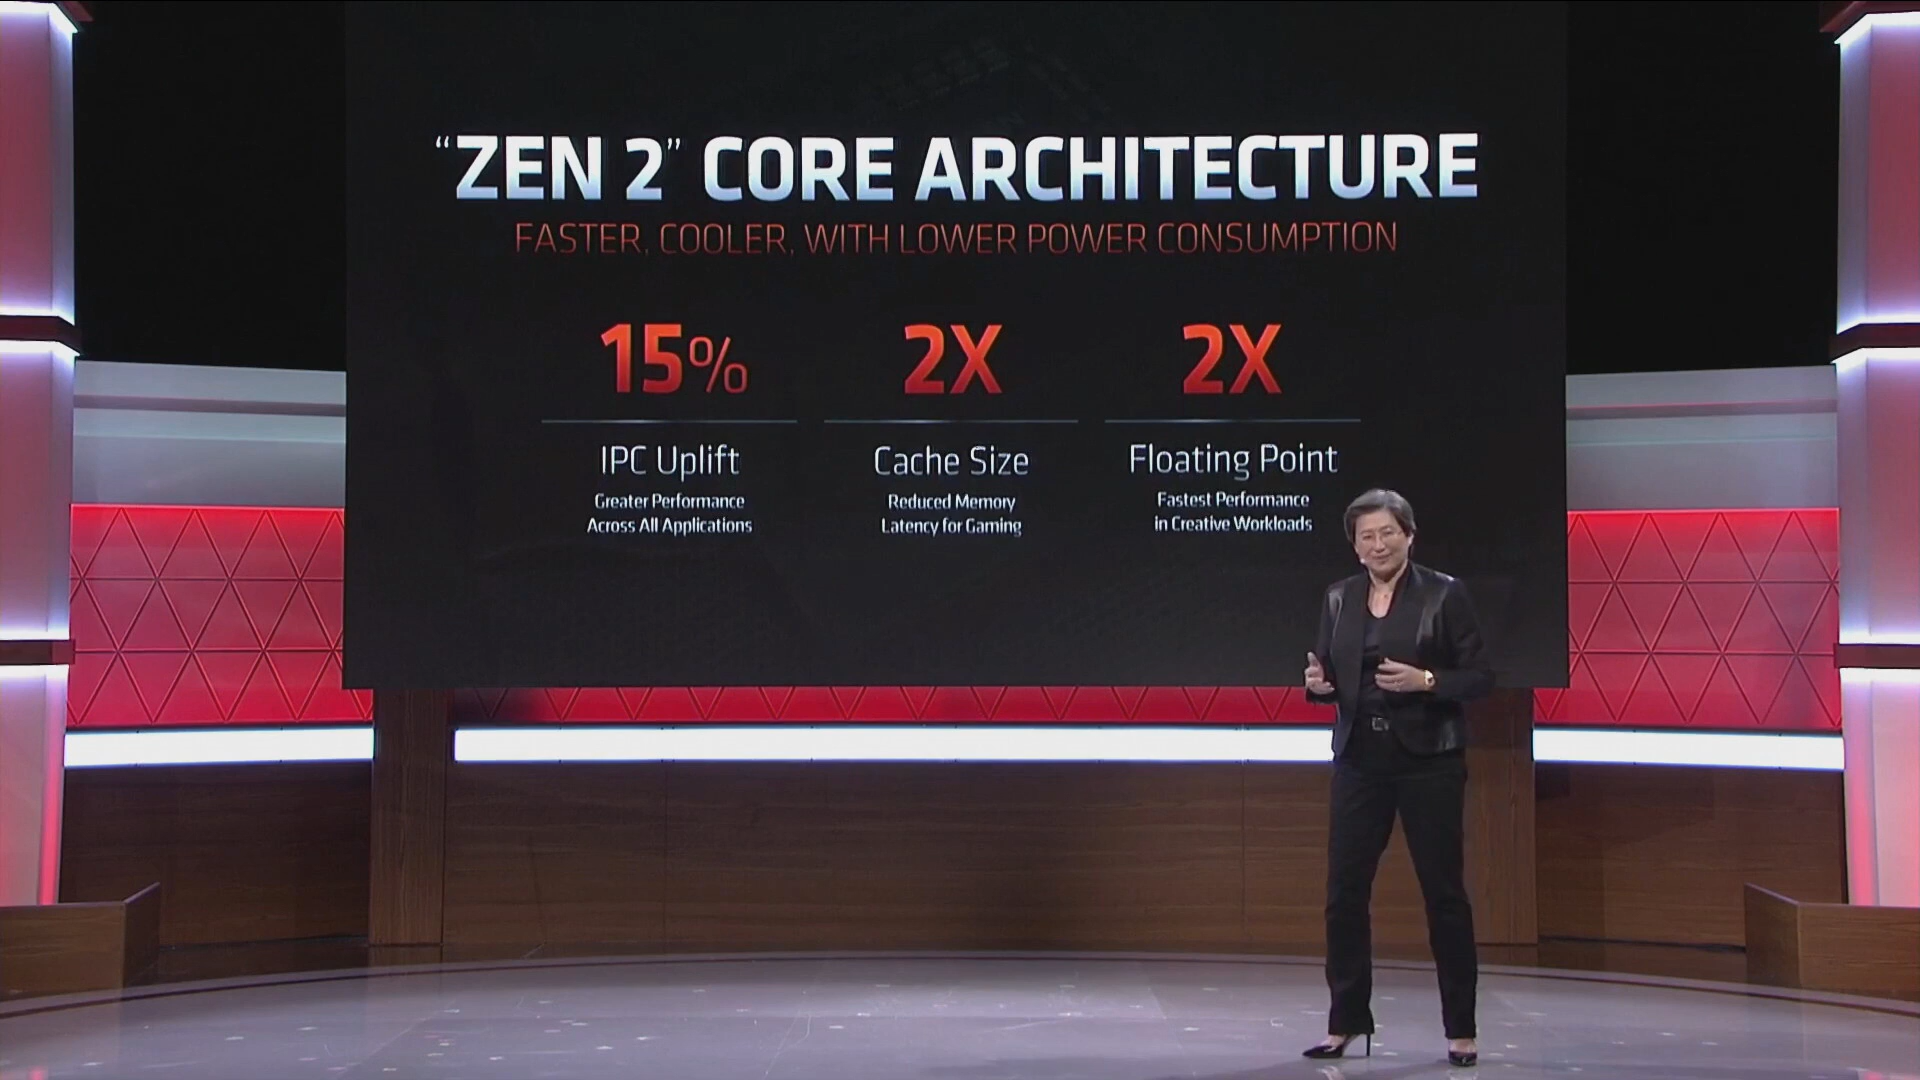 “ZEN 2” CORE ARCHITECTURE
FASTER, COOLER, WITH LOWER POWER CONSUMPTION
15%
IPC Uplift
Greater Performance
Across All Applications
2X
Cache Size
Reduced Memory
Latency for Gaming
2X
Floating Point
Fastest Performance
in Creative Workloads